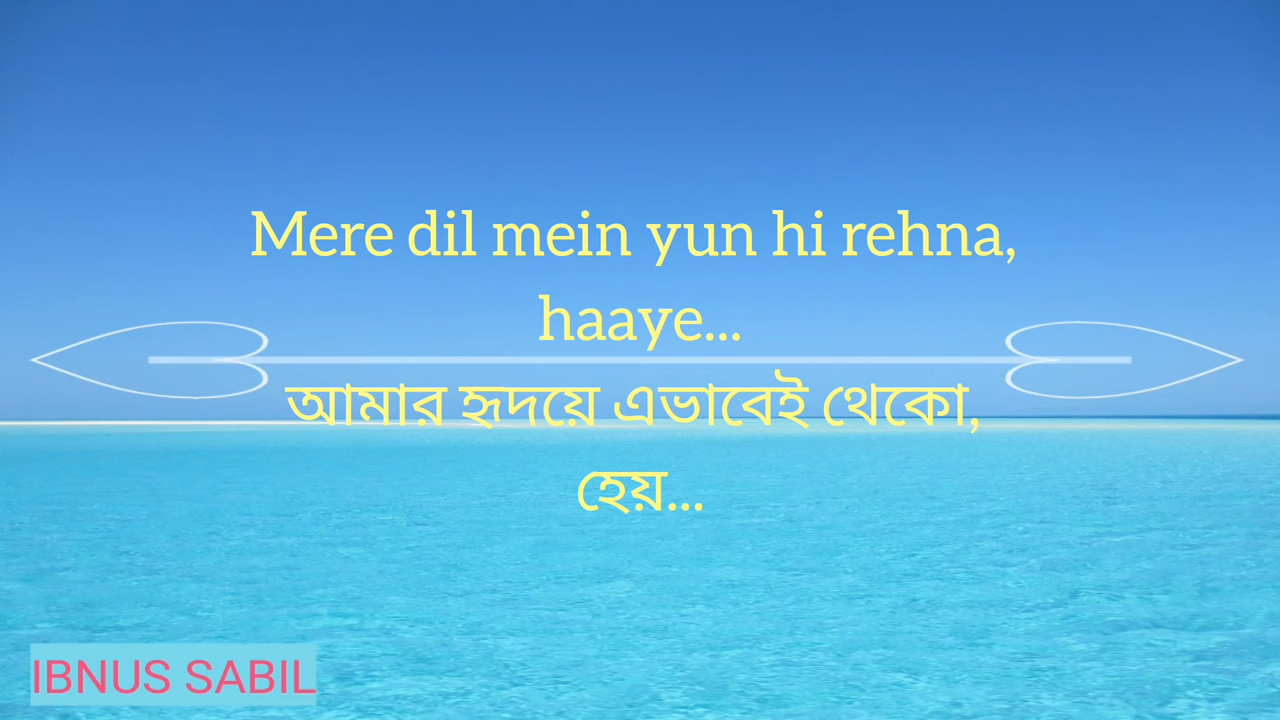 Mere dil mein yun hi rehna,
haaye...
আমার হৃদয়ে এভাবেই থেকো,
হেয়...
IBNUS SABIL